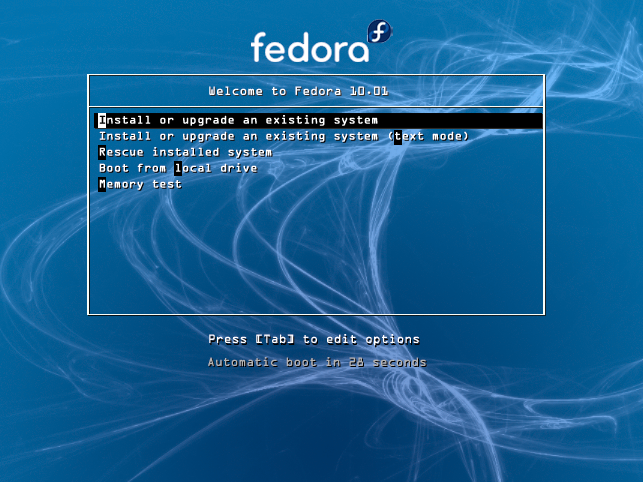 fedora
Welcome to Fedora 10.01
Install or upgrade an existing system
Install or upgrade an existing system (text mode)
Rescue installed system
Boot from local drive
Memory test
Press [Tab] to edit options
Automatic boot in 28 seconds